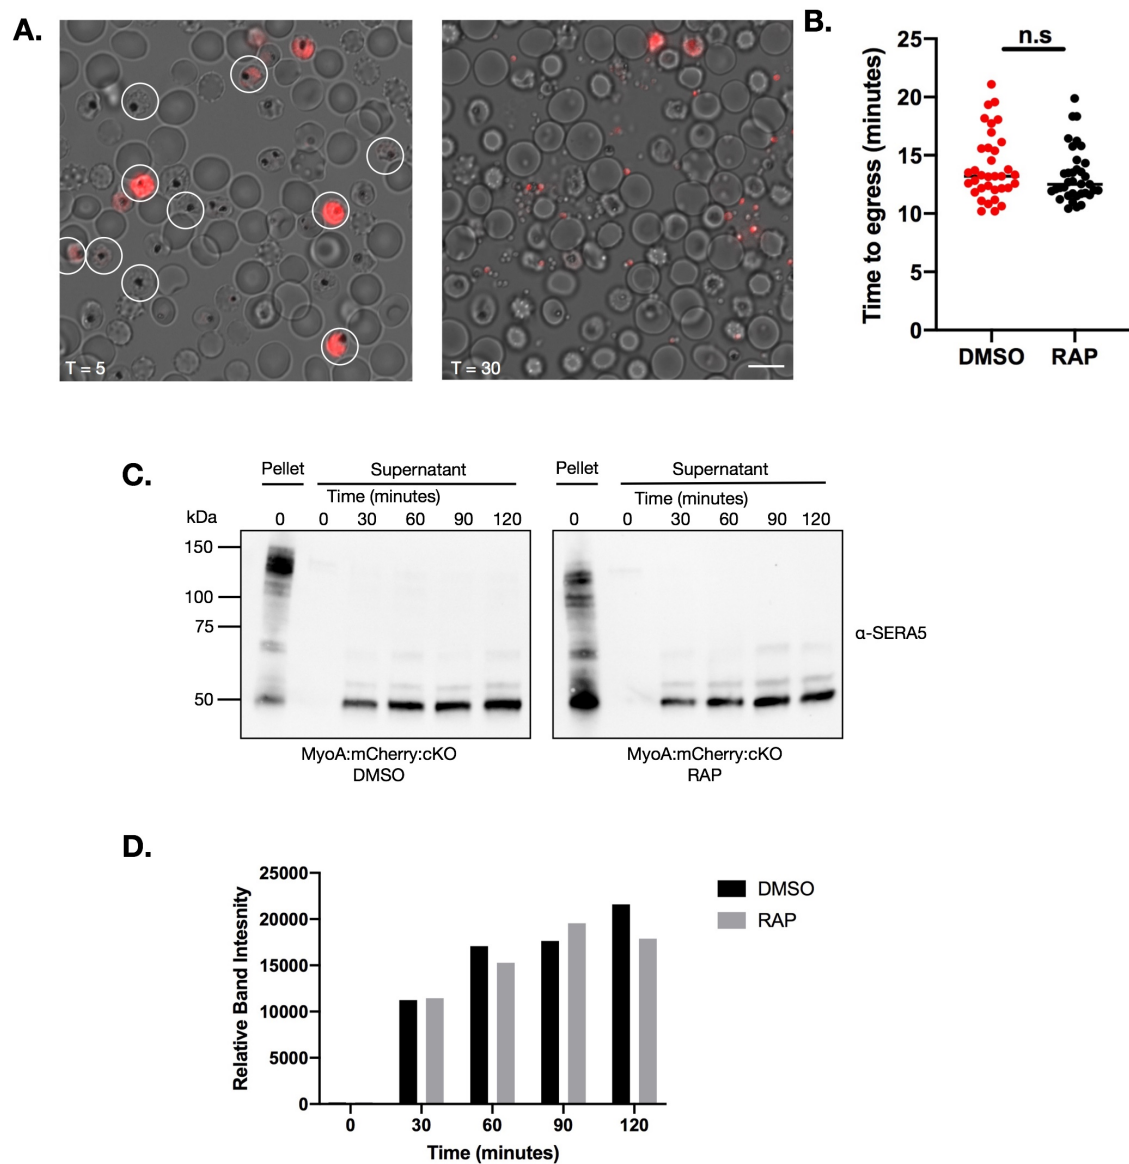 A.
T = 5
T = 30
B.
n.s
Time to egress (minutes)
25
20
15
10
5
0
DMSO RAP
C.
Pellet Supernatant Pellet Supernatant
Time (minutes) Time (minutes)
kDa 0 0 30 60 90 120 0 0 30 60 90 120
150
100
75
50
α-SERA5
MyoA:mCherry:cKO MyoA:mCherry:cKO
DMSO RAP
D.
Relative Band Intesnity
25000
20000
15000
10000
5000
0
0 30 60 90 120
Time (minutes)
DMSO
RAP